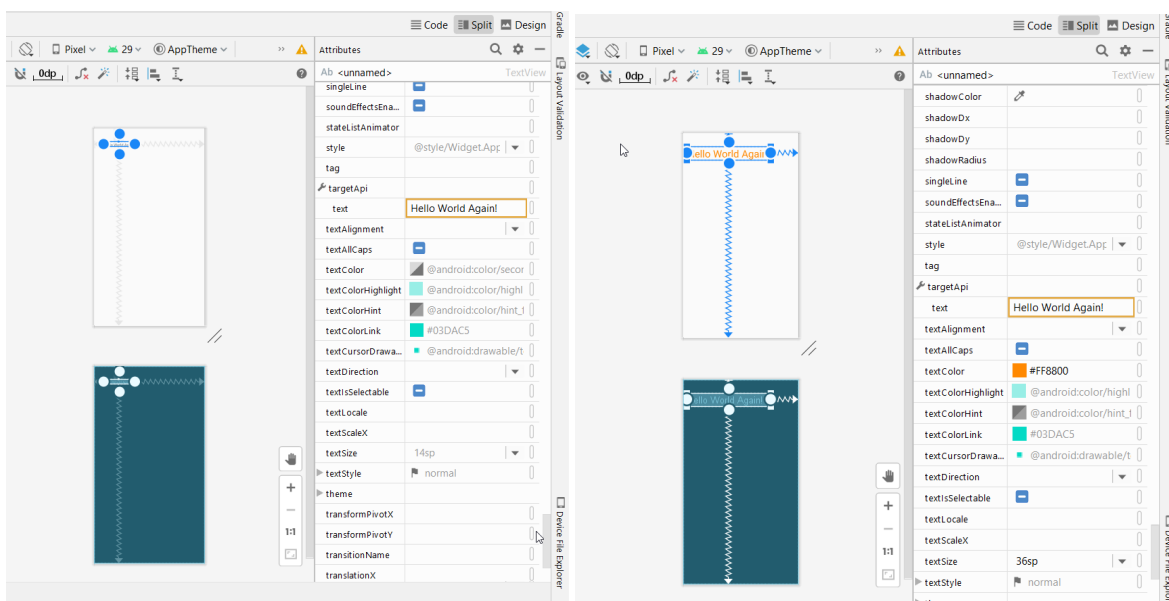 Code Split Design
Pixel 29 AppTheme
Attributes
0dp
Ab <unnamed> TextView
singleLine
soundEffectsEna...
stateListAnimator
style @style/Widget.App
tag
targetApi
text Hello World Again!
textAlignment
textAllCaps
textColor @android:color/secor
textColorHighlight @android:color/highl
textColorHint @android:color/hint_t
textColorLink #03DAC5
textCursorDrawa... @android:drawable/t
textDirection
textIsSelectable
textLocale
textScaleX
textSize 14sp
textStyle normal
theme
transformPivotX
transformPivotY
transitionName
translationX
1:1
Gradle
Layout Validation
Device File Explorer
Code Split Design
Pixel 29 AppTheme
Attributes
0dp
Ab <unnamed> TextView
ello World Again
ello World Again!
shadowColor
shadowDx
shadowDy
shadowRadius
singleLine
soundEffectsEna...
stateListAnimator
style @style/Widget.App
tag
targetApi
text Hello World Again!
textAlignment
textAllCaps
textColor #FF8800
textColorHighlight @android:color/highl
textColorHint @android:color/hint_t
textColorLink #03DAC5
textCursorDrawa... @android:drawable/t
textDirection
textIsSelectable
textLocale
textScaleX
textSize 36sp
textStyle normal
1:1
Layout Validation